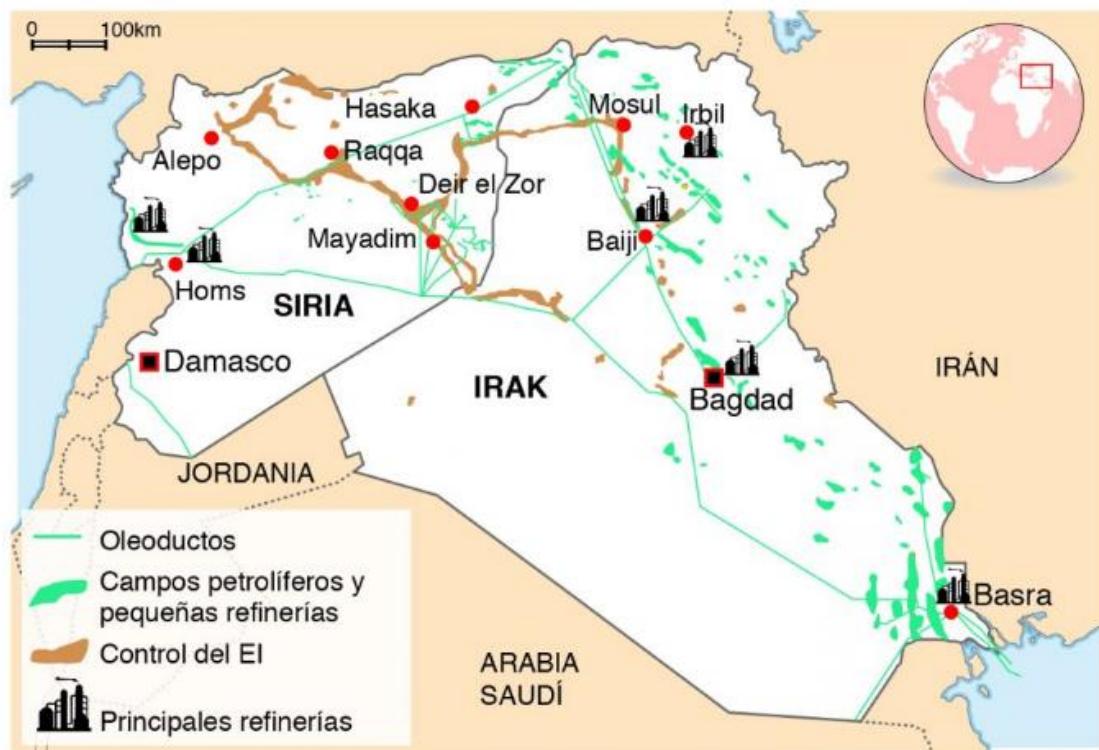 0 100km
Hasaka
Mosul
Irbil
Alepo
Raqqa
Deir el Zor
Mayadim
Baiji
Homs
SIRIA
Damasco
IRAK
Bagdad
IRÁN
JORDANIA
Oleoductos
Campos petrolíferos y
pequeñas refinerías
Control del EI
Principales refinerías
ARABIA
SAUDÍ
Basra